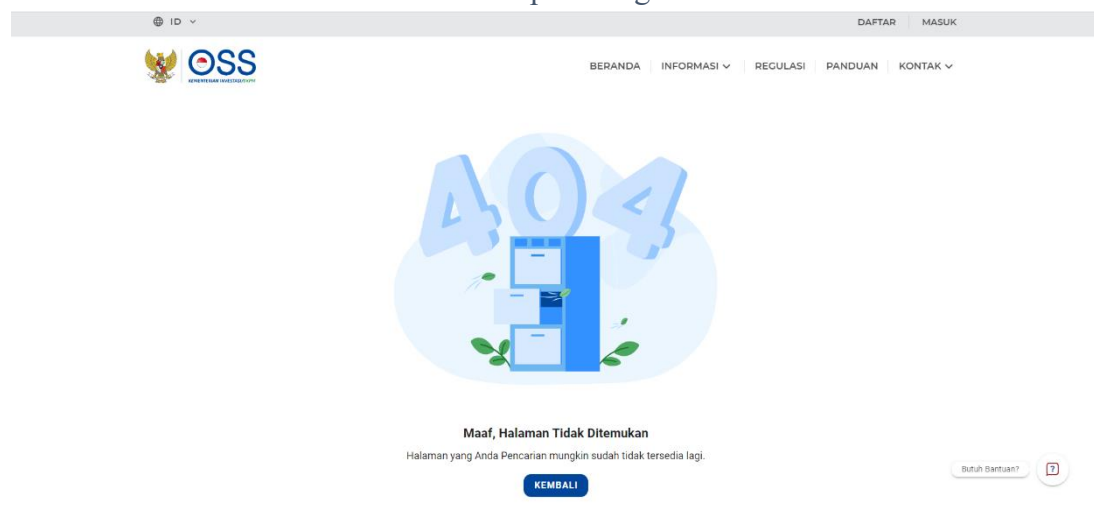 ID
DAFTAR MASUK
OSS
BERANDA INFORMASI REGULASI PANDUAN KONTAK
404
Maaf, Halaman Tidak Ditemukan
Halaman yang Anda Pencarian mungkin sudah tidak tersedia lagi.
KEMBALI
Butuh Bantuan?
?